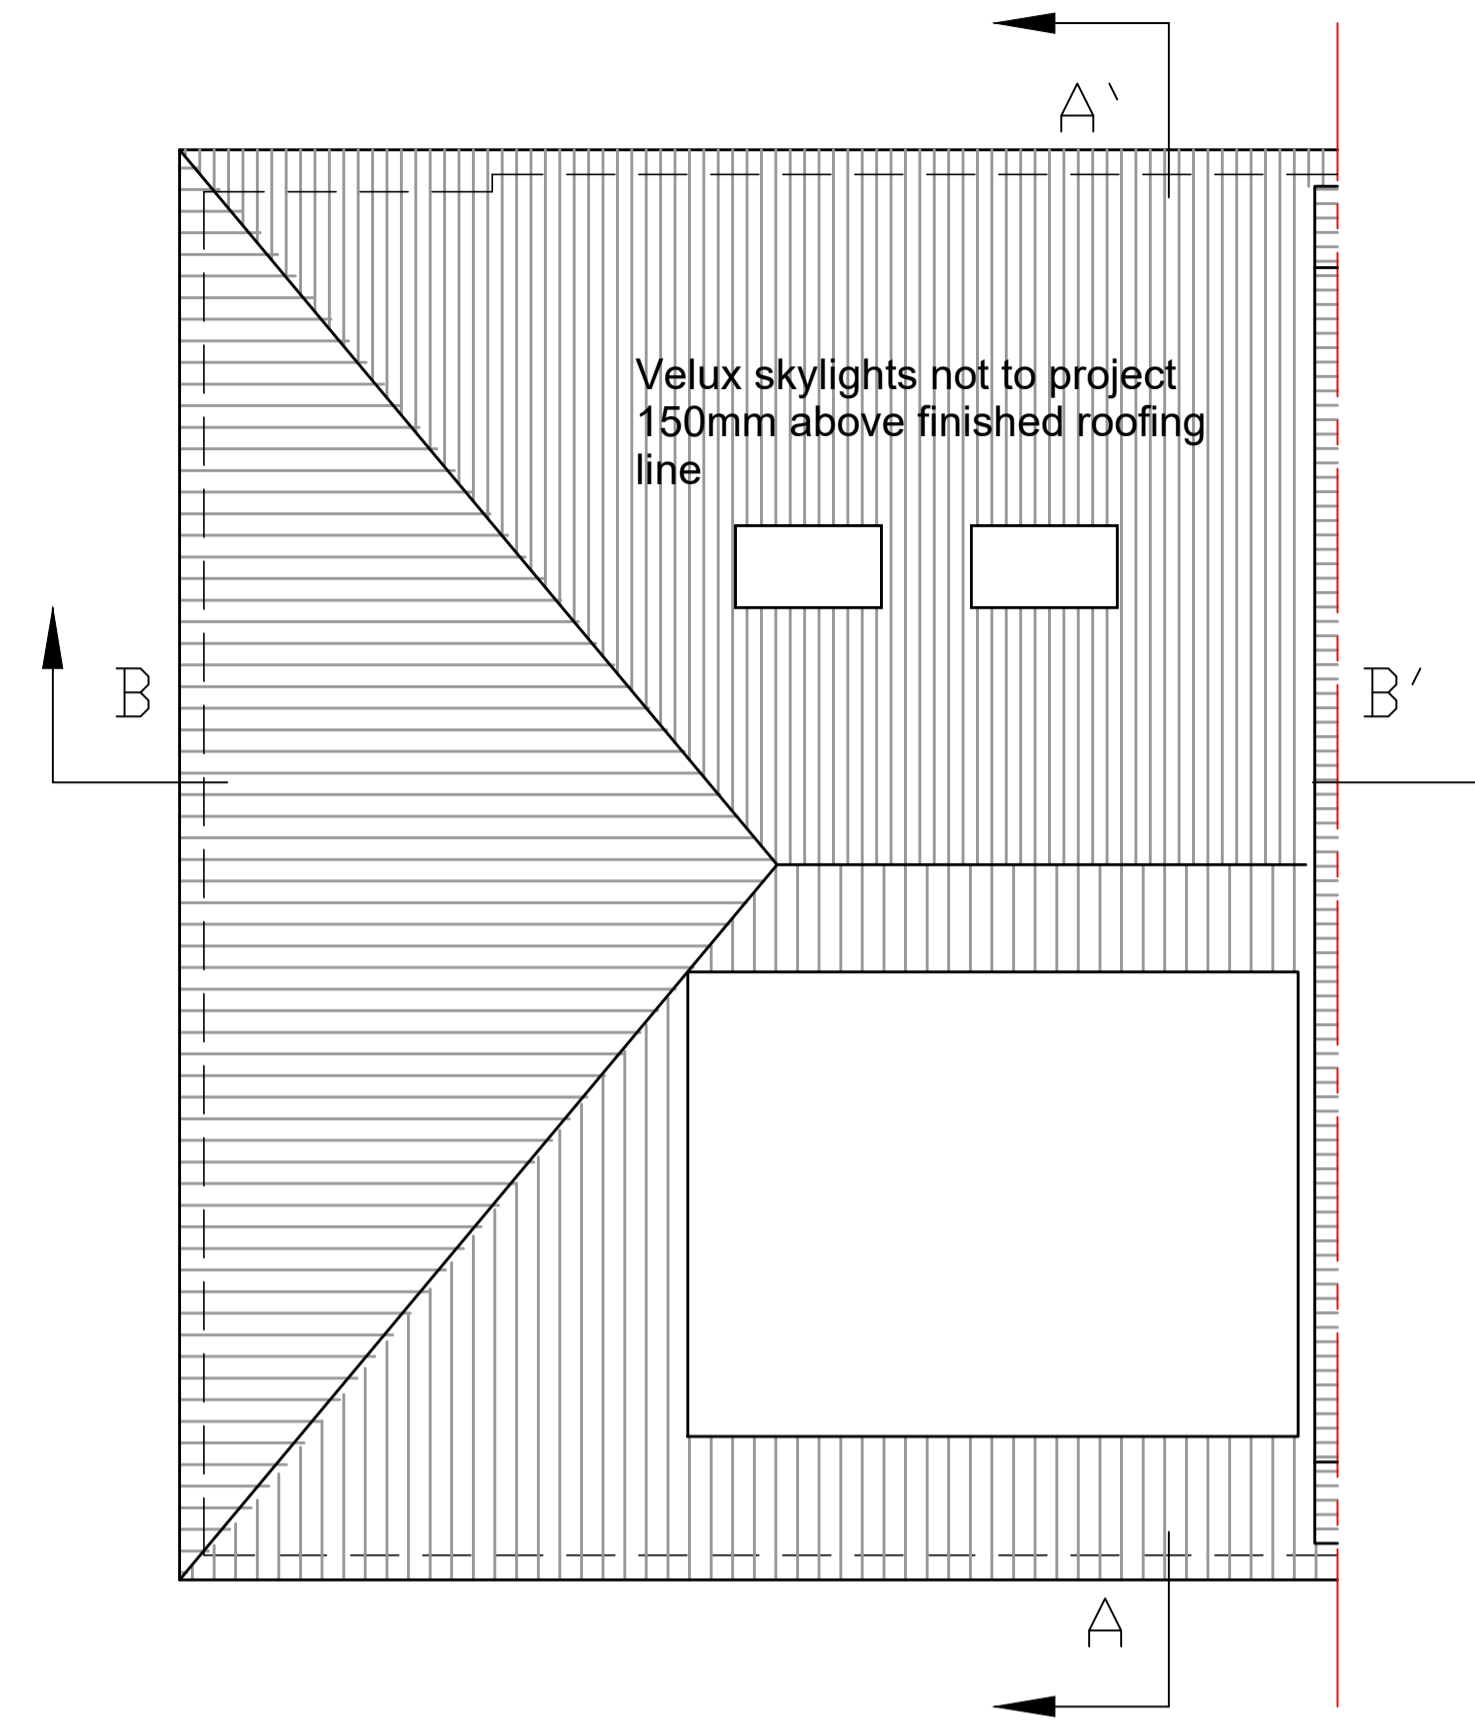 A`
Velux skylights not to project
150mm above finished roofing
line
B
B'
A